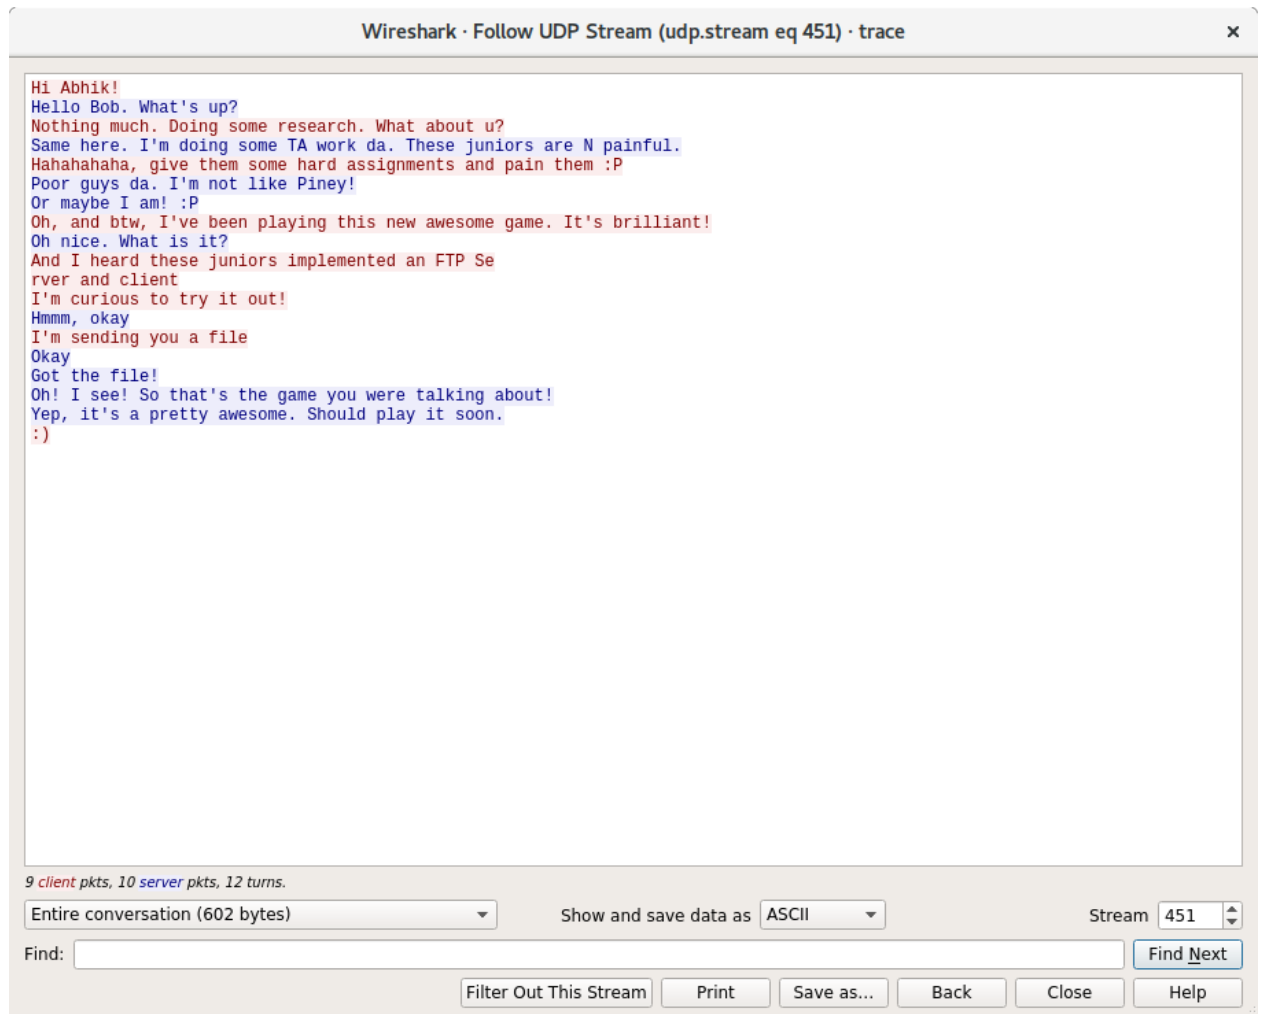 Wireshark · Follow UDP Stream (udp.stream eq 451) · trace
Hi Abhik!
Hello Bob. What's up?
Nothing much. Doing some research. What about u?
Same here. I'm doing some TA work da. These juniors are N painful.
Hahahahaha, give them some hard assignments and pain them :P
Poor guys da. I'm not like Piney!
Or maybe I am! :P
Oh, and btw, I've been playing this new awesome game. It's brilliant!
Oh nice. What is it?
And I heard these juniors implemented an FTP Se
rver and client
I'm curious to try it out!
Hmmm, okay
I'm sending you a file
Okay
Got the file!
Oh! I see! So that's the game you were talking about!
Yep, it's a pretty awesome. Should play it soon.
:)
9 client pkts, 10 server pkts, 12 turns.
Entire conversation (602 bytes) Show and save data as ASCII Stream 451
Find: Find Next
Filter Out This Stream Print Save as... Back Close Help